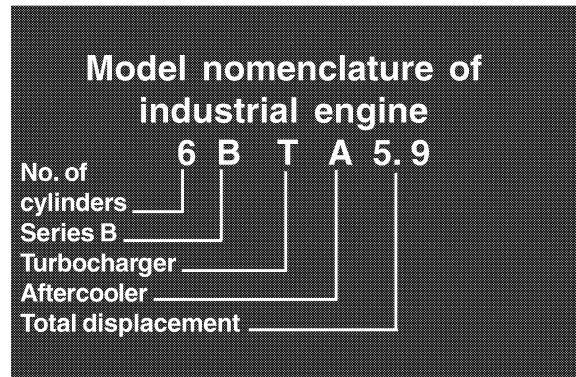 Model nomenclature of
industrial engine
6 B T A 5. 9
No. of
cylinders
Series B
Turbocharger
Aftercooler
Total displacement